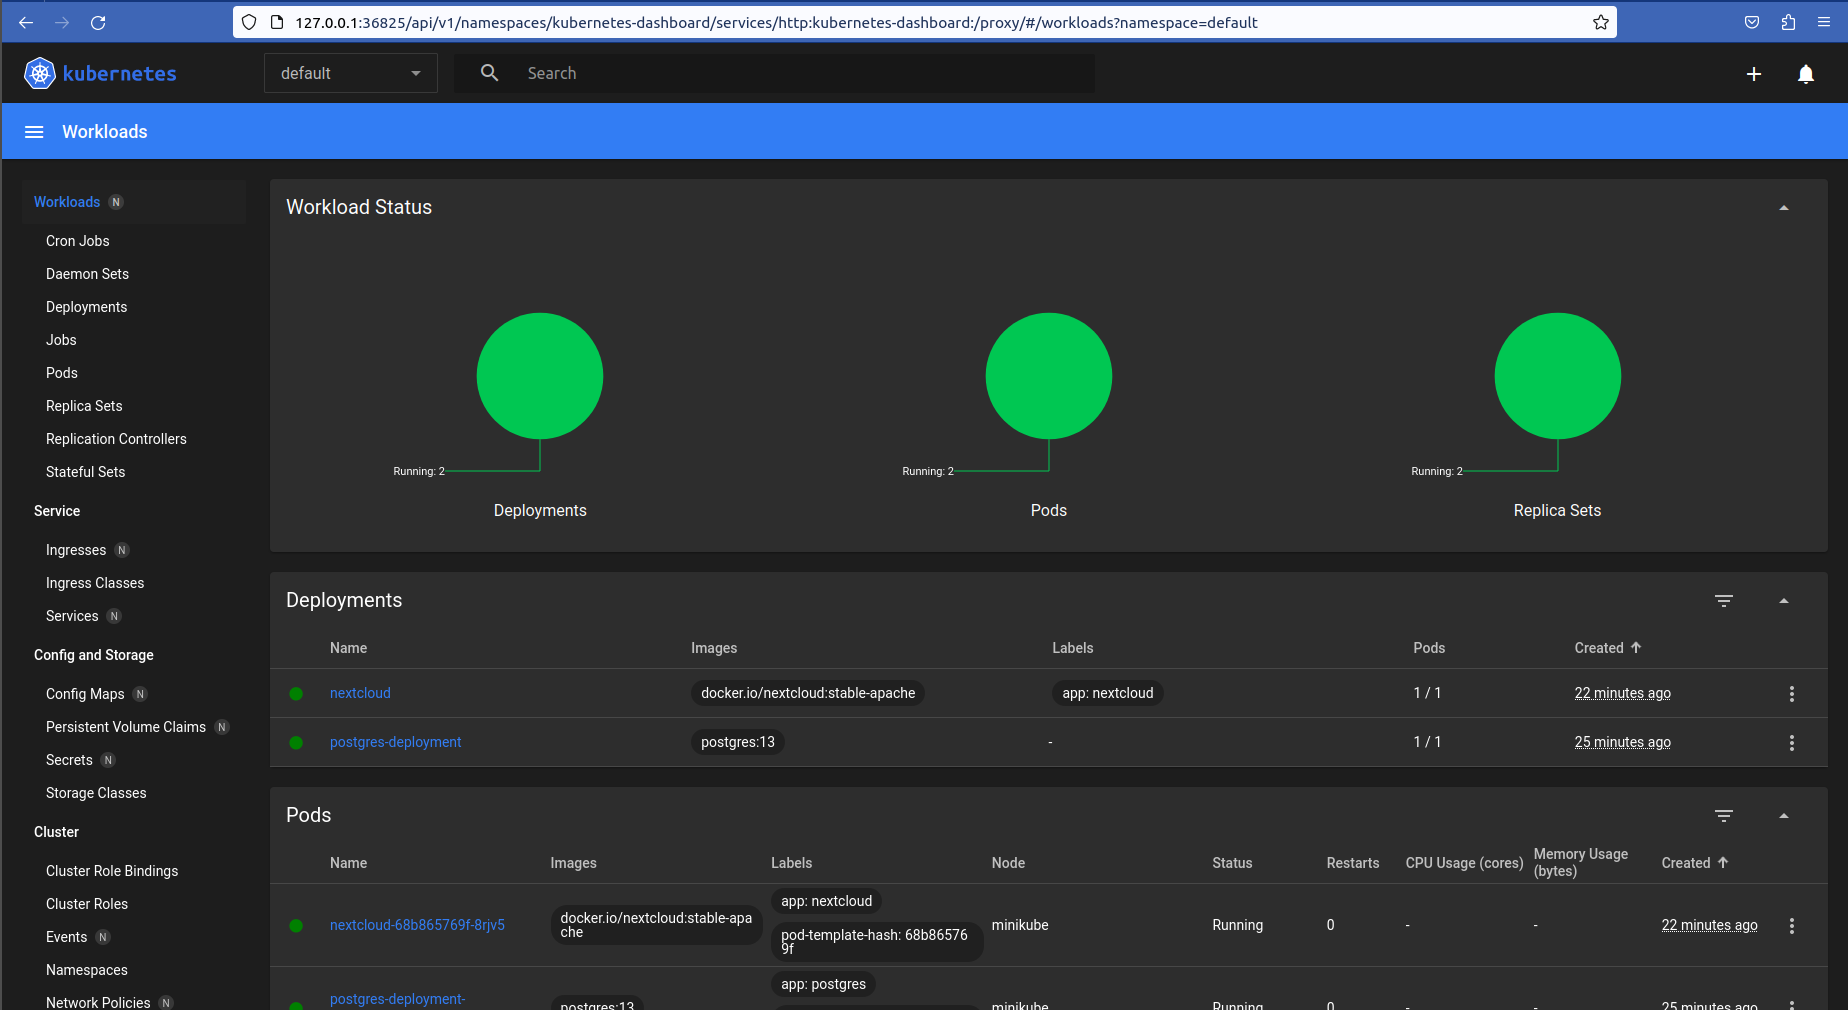 127.0.0.1:36825/api/v1/namespaces/kubernetes-dashboard/services/http:kubernetes-dashboard:/proxy/#/workloads?namespace=default
kubernetes
default
Search
Workloads
Workloads N
Cron Jobs
Daemon Sets
Deployments
Jobs
Pods
Replica Sets
Replication Controllers
Stateful Sets
Service
Ingresses N
Ingress Classes
Services N
Config and Storage
Config Maps N
Persistent Volume Claims N
Secrets N
Storage Classes
Cluster
Cluster Role Bindings
Cluster Roles
Events N
Namespaces
Network Policies N
Workload Status
Running: 2
Deployments
Running: 2
Pods
Running: 2
Replica Sets
Deployments
Name Images Labels Pods Created
nextcloud docker.io/nextcloud:stable-apache app: nextcloud 1 / 1 22 minutes ago
postgres-deployment postgres:13 - 1 / 1 25 minutes ago
Pods
Name Images Labels Node Status Restarts CPU Usage (cores) Memory Usage
(bytes) Created
nextcloud-68b865769f-8rjv5
docker.io/nextcloud:stable-apa
che
app: nextcloud
pod-template-hash: 68b86576
9f
minikube Running 0 - - 22 minutes ago
postgres-deployment-
postgres:13
app: postgres
minikube Running 0 - - 25 minutes ago